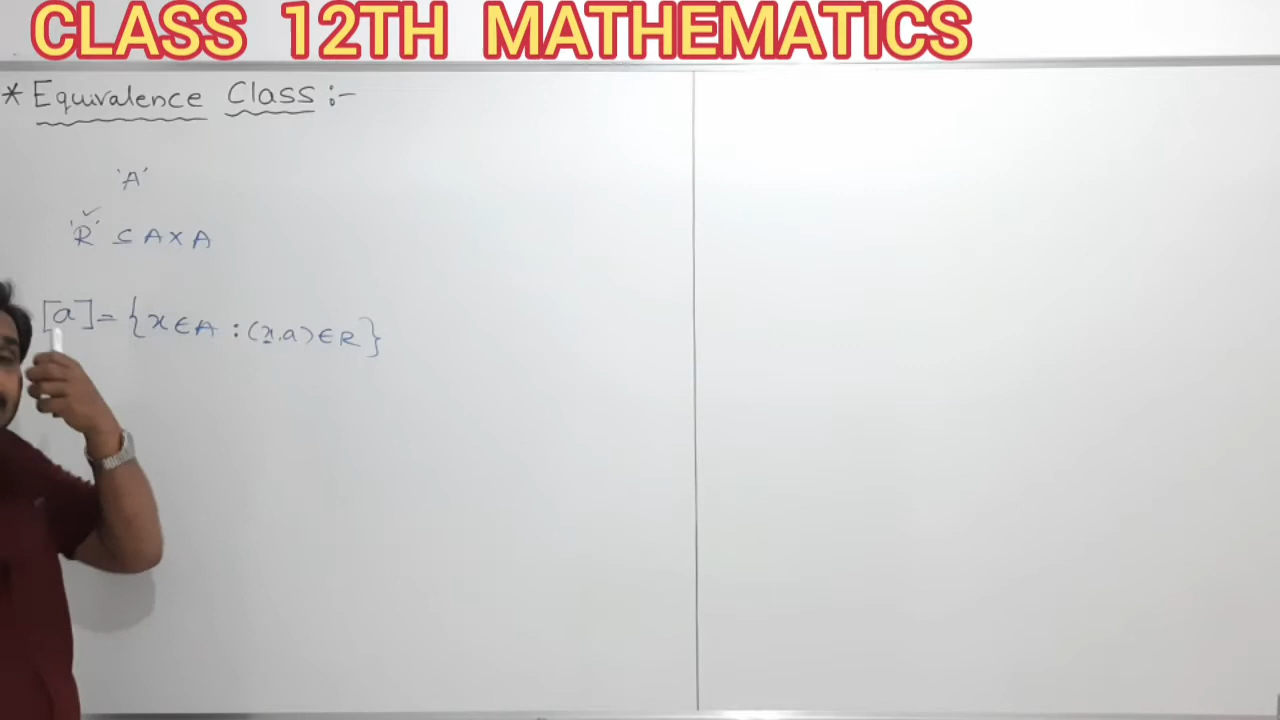 CLASS 12TH MATHEMATICS
* Equivalence Class :-
'A'
'R' ⊆ A × A
[a] = { x ∈ A : (x,a) ∈ R }